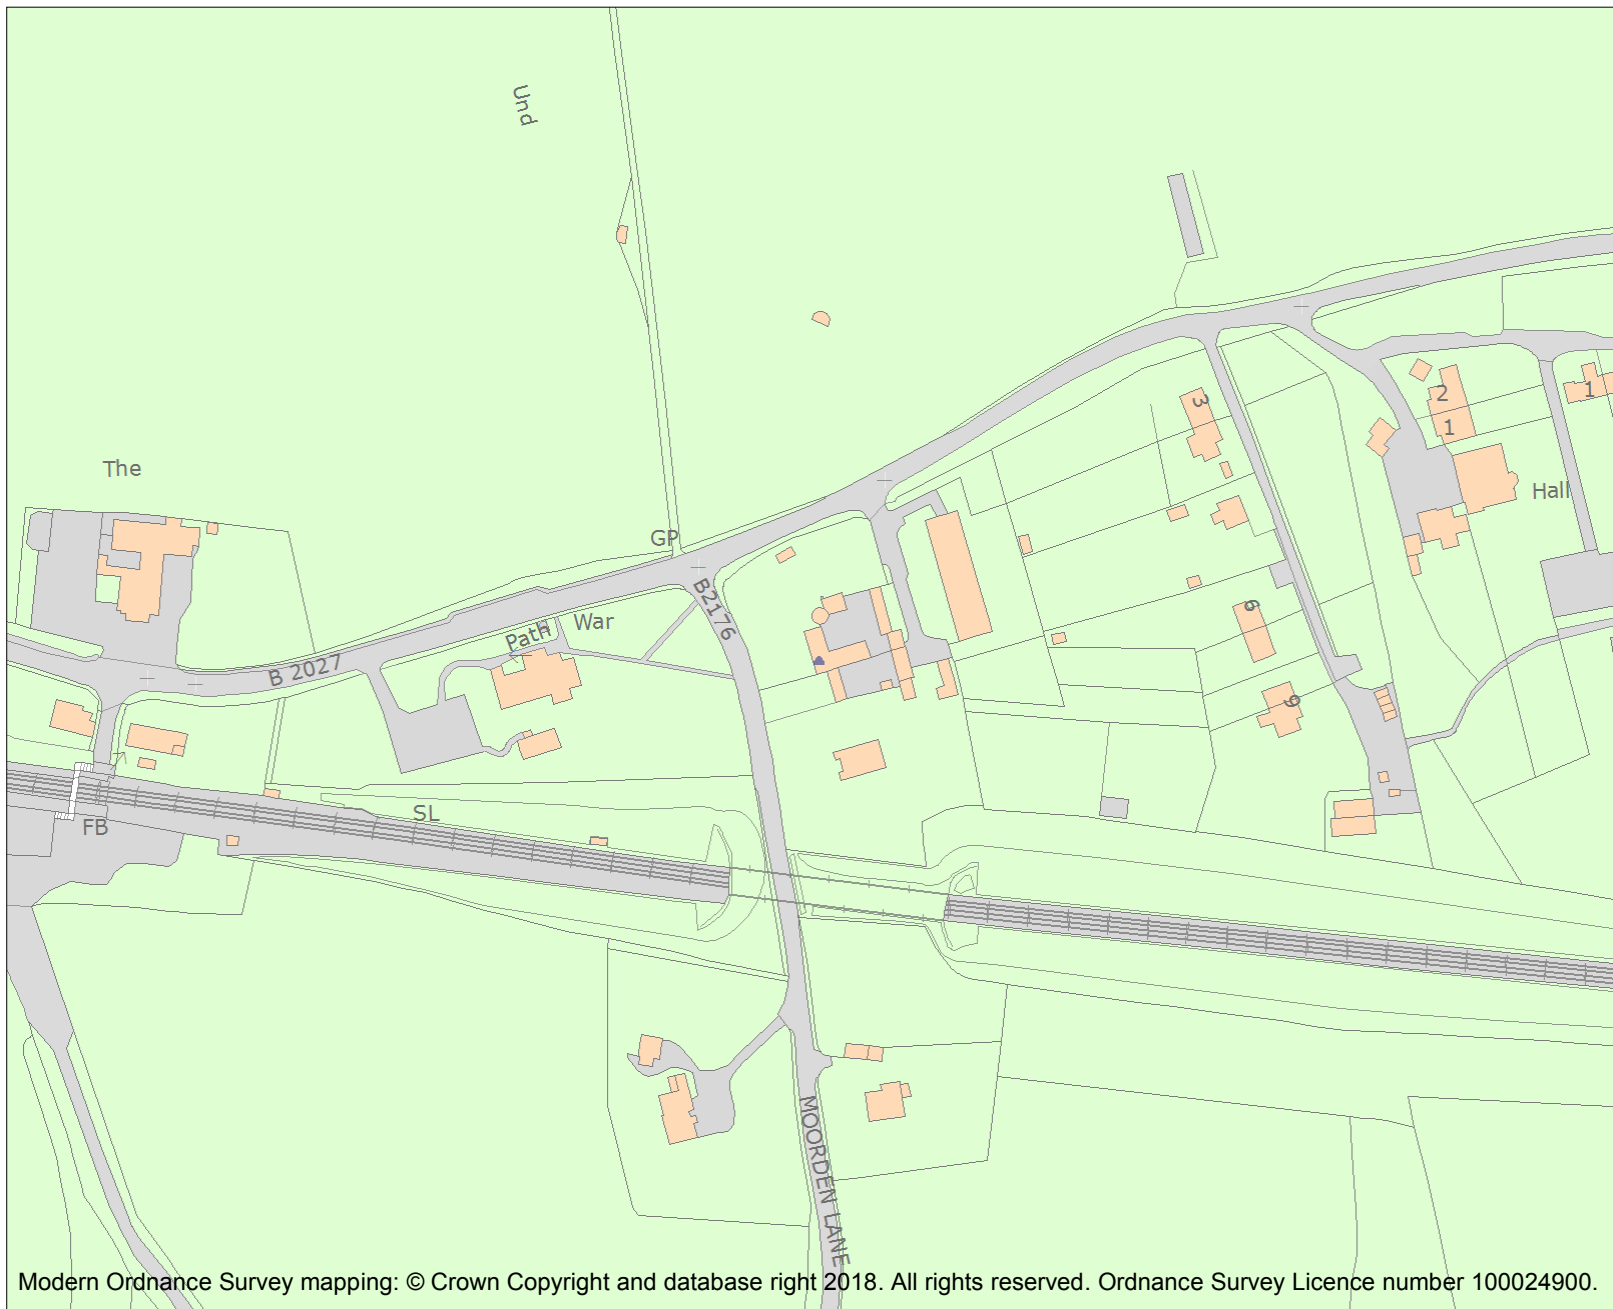 Und
3
2
1
1
The
Hall
GP
B2176
War
Path
6
B 2027
9
SL
FB
MOORDEN LANE
Modern Ordnance Survey mapping: © Crown Copyright and database right 2018. All rights reserved. Ordnance Survey Licence number 100024900.